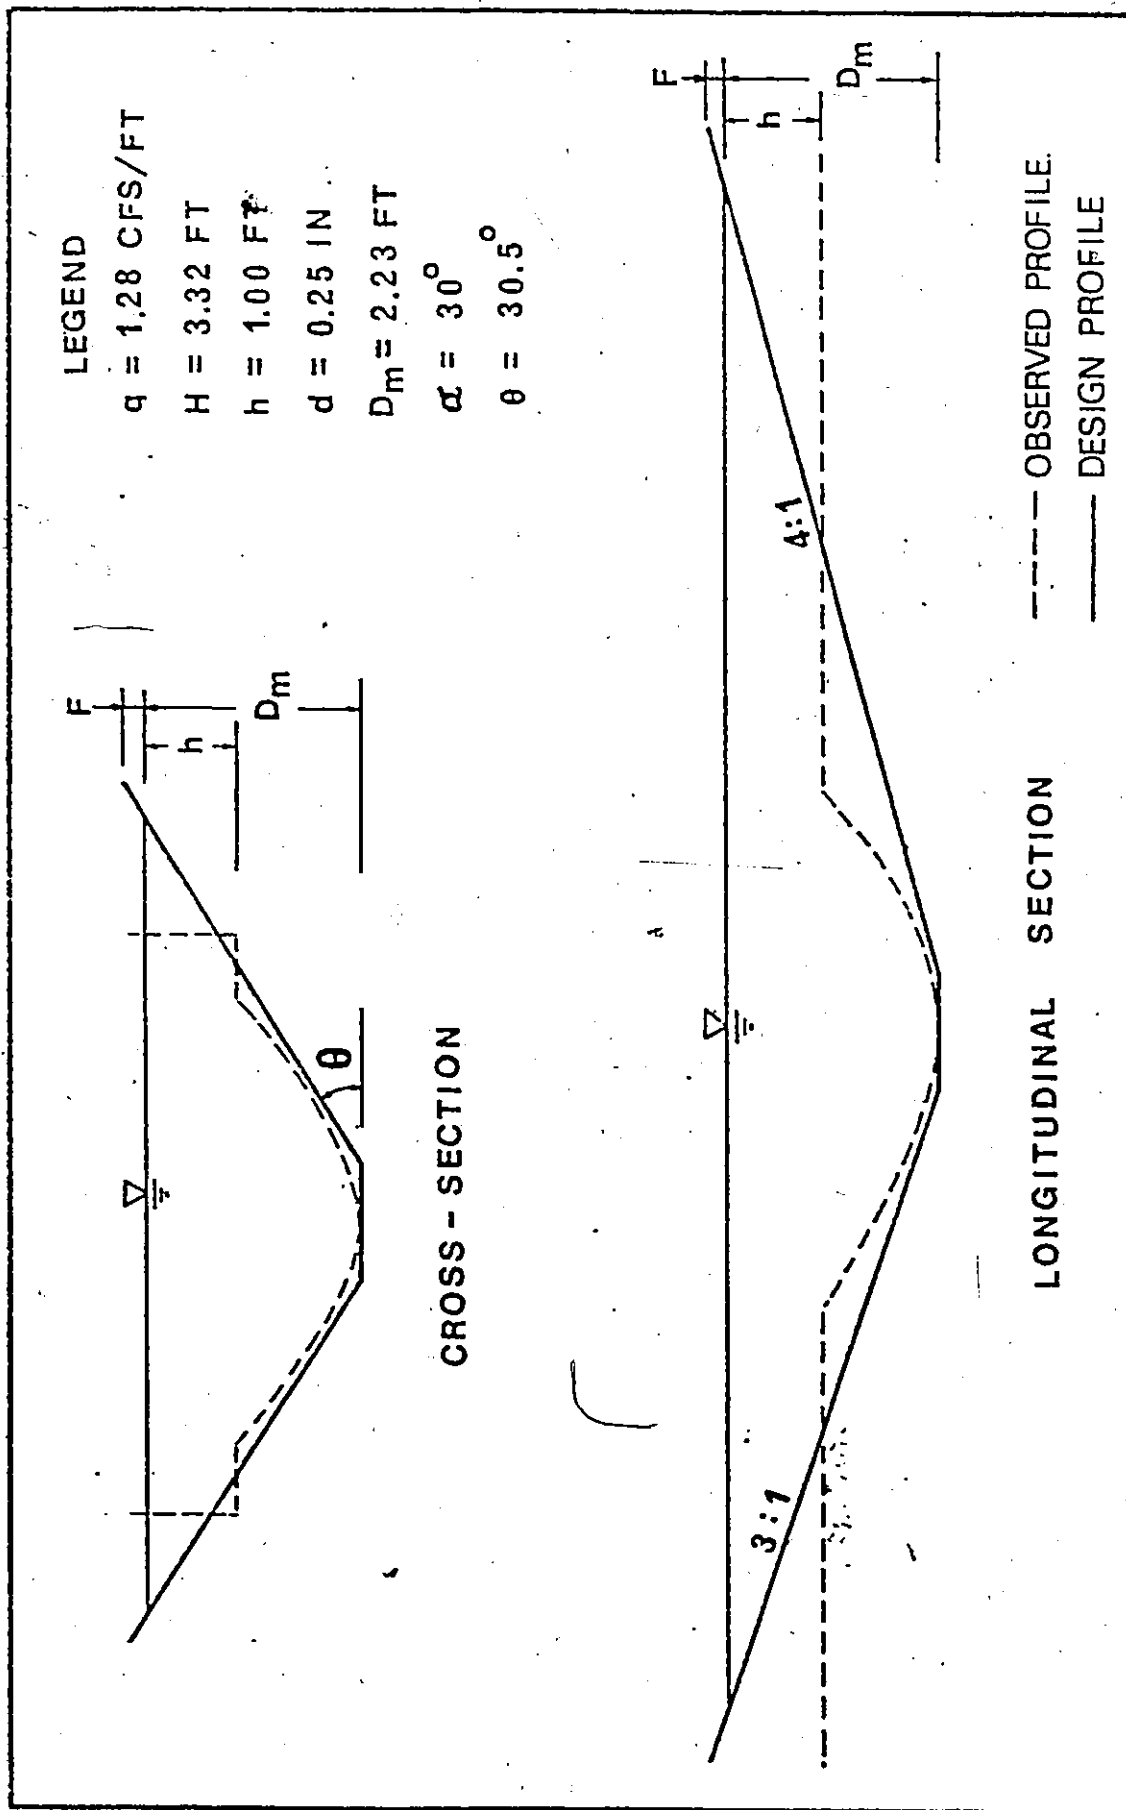 LEGEND
q = 1.28 CFS/FT
H = 3.32 FT
h = 1.00 FT
d = 0.25 IN
Dm = 2.23 FT
α = 30°
θ = 30.5°
F
h
Dm
θ
CROSS - SECTION
F
h
Dm
3:1
4:1
LONGITUDINAL SECTION
---- OBSERVED PROFILE.
—— DESIGN PROFILE